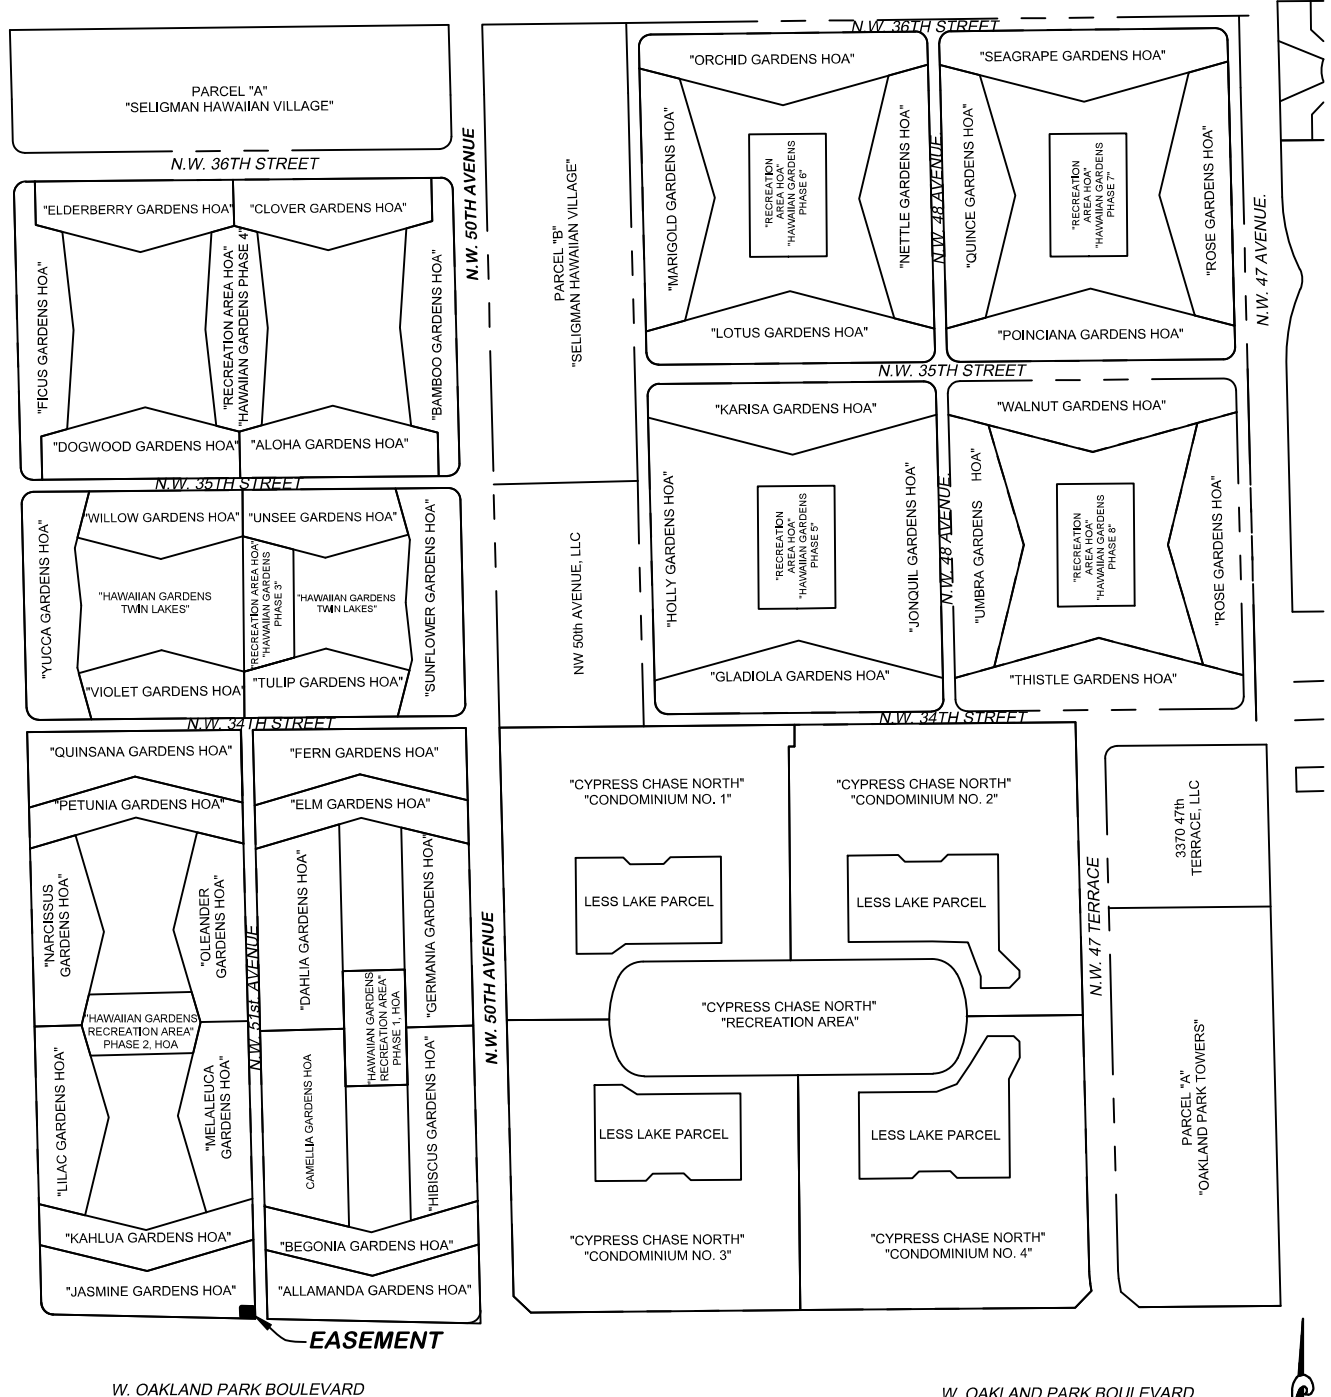 N.W. 36TH STREET
PARCEL "A"
"SELIGMAN HAWAIIAN VILLAGE"
N.W. 36TH STREET
"ELDERBERRY GARDENS HOA"
"CLOVER GARDENS HOA"
"FICUS GARDENS HOA"
"RECREATION AREA HOA"
"HAWAIIAN GARDENS PHASE 4"
"BAMBOO GARDENS HOA"
"DOGWOOD GARDENS HOA"
"ALOHA GARDENS HOA"
N.W. 35TH STREET
"YUCCA GARDENS HOA"
"WILLOW GARDENS HOA"
"UNSEE GARDENS HOA"
"HAWAIIAN GARDENS
TWIN LAKES"
"RECREATION AREA HOA"
"HAWAIIAN GARDENS
PHASE 3"
"HAWAIIAN GARDENS
TWIN LAKES"
"SUNFLOWER GARDENS HOA"
"VIOLET GARDENS HOA"
"TULIP GARDENS HOA"
N.W. 34TH STREET
"QUINSANA GARDENS HOA"
"PETUNIA GARDENS HOA"
"NARCISSUS
GARDENS HOA"
"OLEANDER
GARDENS HOA"
"HAWAIIAN GARDENS
RECREATION AREA"
PHASE 2, HOA
"LILAC GARDENS HOA"
"MELALEUCA
GARDENS HOA"
"KAHLUA GARDENS HOA"
"JASMINE GARDENS HOA"
N.W. 51st. AVENUE
"FERN GARDENS HOA"
"ELM GARDENS HOA"
"DAHLIA GARDENS HOA"
"GERMANIA GARDENS HOA"
"HAWAIIAN GARDENS
RECREATION AREA"
PHASE 1, HOA
CAMELLIA GARDENS HOA
"HIBISCUS GARDENS HOA"
"BEGONIA GARDENS HOA"
"ALLAMANDA GARDENS HOA"
EASEMENT
W. OAKLAND PARK BOULEVARD
N.W. 50TH AVENUE
N.W. 50TH AVENUE
PARCEL "B"
"SELIGMAN HAWAIIAN VILLAGE"
NW 50th AVENUE, LLC
"ORCHID GARDENS HOA"
"MARIGOLD GARDENS HOA"
"RECREATION
AREA HOA"
"HAWAIIAN GARDENS
PHASE 6"
"NETTLE GARDENS HOA"
"LOTUS GARDENS HOA"
N.W. 48 AVENUE.
"SEAGRAPE GARDENS HOA"
"QUINCE GARDENS HOA"
"RECREATION
AREA HOA"
"HAWAIIAN GARDENS
PHASE 7"
"ROSE GARDENS HOA"
"POINCIANA GARDENS HOA"
N.W. 47 AVENUE.
N.W. 35TH STREET
"KARISA GARDENS HOA"
"HOLLY GARDENS HOA"
"RECREATION
AREA HOA"
"HAWAIIAN GARDENS
PHASE 5"
"JONQUIL GARDENS HOA"
"GLADIOLA GARDENS HOA"
N.W. 48 AVENUE.
"WALNUT GARDENS HOA"
"UMBRA GARDENS HOA"
"RECREATION
AREA HOA"
"HAWAIIAN GARDENS
PHASE 8"
"ROSE GARDENS HOA"
"THISTLE GARDENS HOA"
N.W. 34TH STREET
"CYPRESS CHASE NORTH"
"CONDOMINIUM NO. 1"
"CYPRESS CHASE NORTH"
"CONDOMINIUM NO. 2"
LESS LAKE PARCEL
LESS LAKE PARCEL
"CYPRESS CHASE NORTH"
"RECREATION AREA"
LESS LAKE PARCEL
LESS LAKE PARCEL
"CYPRESS CHASE NORTH"
"CONDOMINIUM NO. 3"
"CYPRESS CHASE NORTH"
"CONDOMINIUM NO. 4"
N.W. 47 TERRACE
3370 47th
TERRACE, LLC
PARCEL "A"
"OAKLAND PARK TOWERS"
W. OAKLAND PARK BOULEVARD